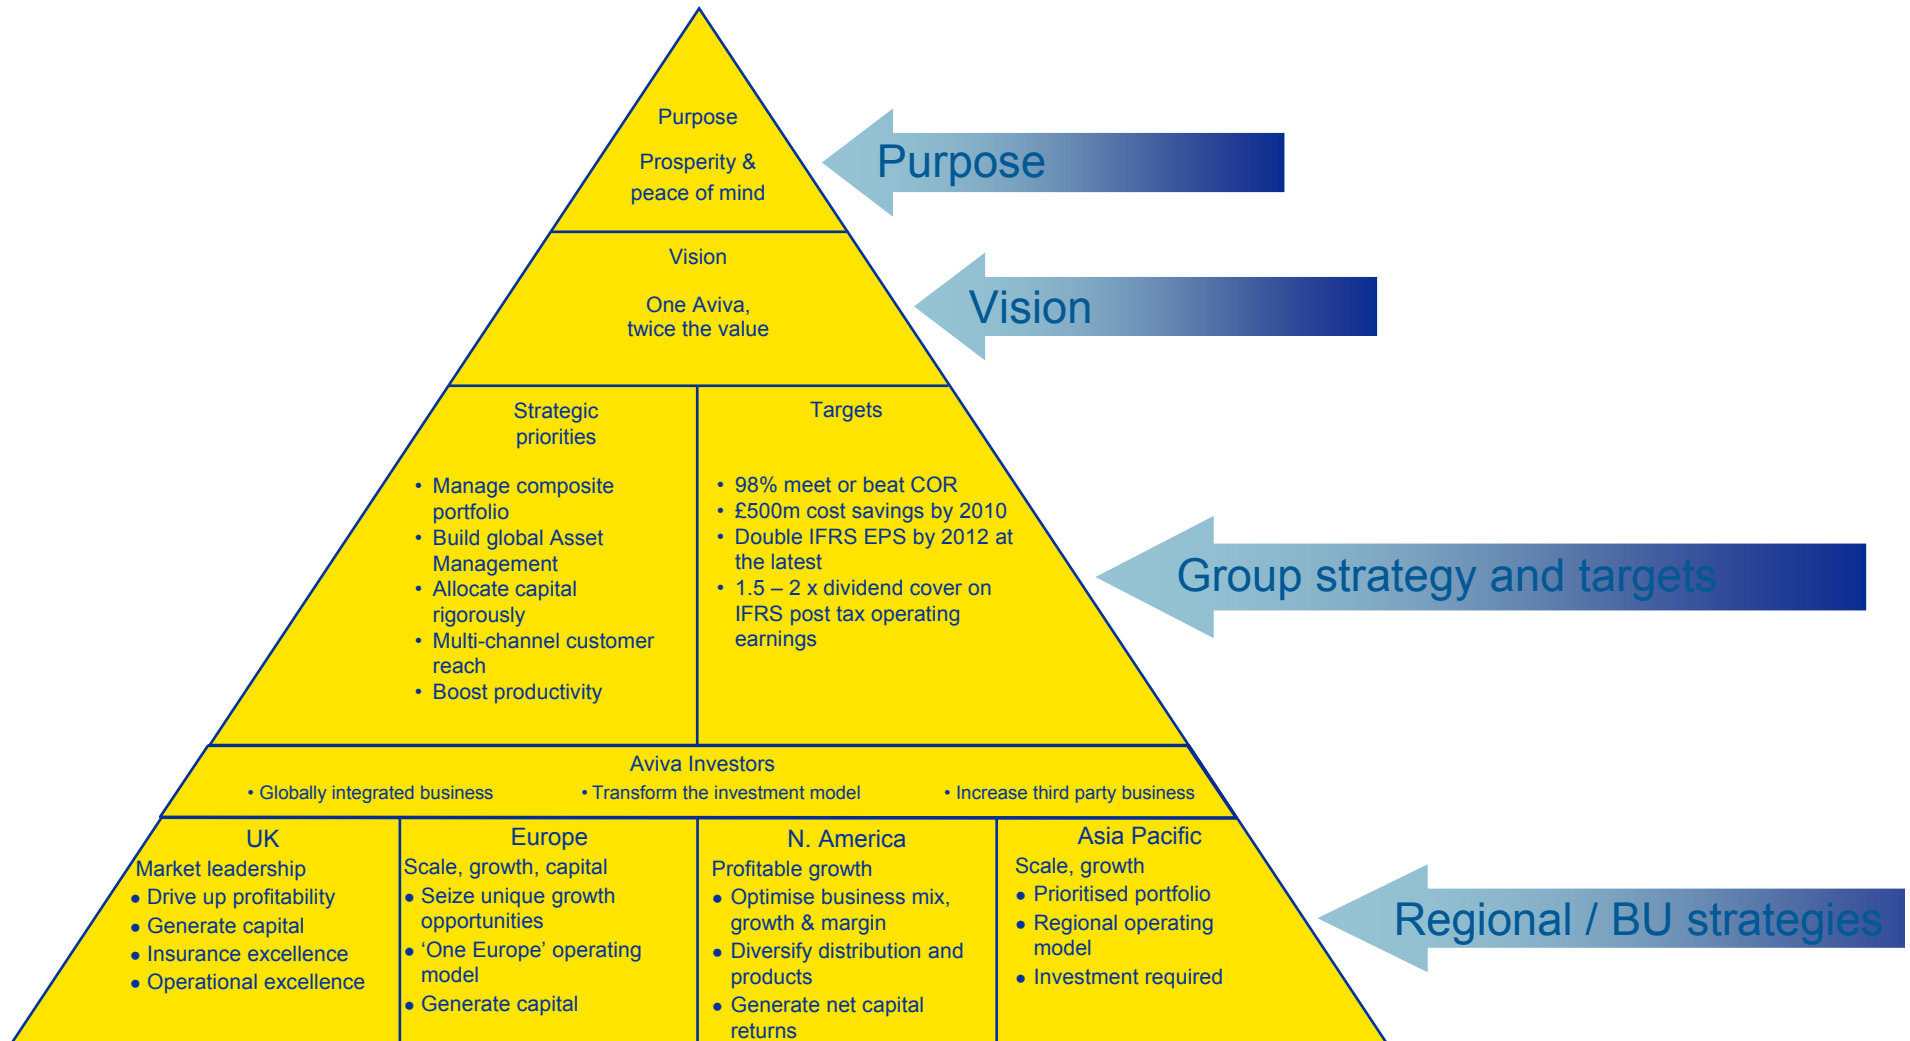 Purpose
Prosperity &
peace of mind
Purpose
Vision
One Aviva,
twice the value
Vision
Strategic
priorities
• Manage composite
portfolio
• Build global Asset
Management
• Allocate capital
rigorously
• Multi-channel customer
reach
• Boost productivity
Targets
• 98% meet or beat COR
• £500m cost savings by 2010
• Double IFRS EPS by 2012 at
the latest
• 1.5 – 2 x dividend cover on
IFRS post tax operating
earnings
Group strategy and targets
Aviva Investors
• Globally integrated business
• Transform the investment model
• Increase third party business
UK
Market leadership
● Drive up profitability
● Generate capital
● Insurance excellence
● Operational excellence
Europe
Scale, growth, capital
● Seize unique growth
opportunities
● ‘One Europe’ operating
model
● Generate capital
N. America
Profitable growth
● Optimise business mix,
growth & margin
● Diversify distribution and
products
● Generate net capital
returns
Asia Pacific
Scale, growth
● Prioritised portfolio
● Regional operating
model
● Investment required
Regional / BU strategies